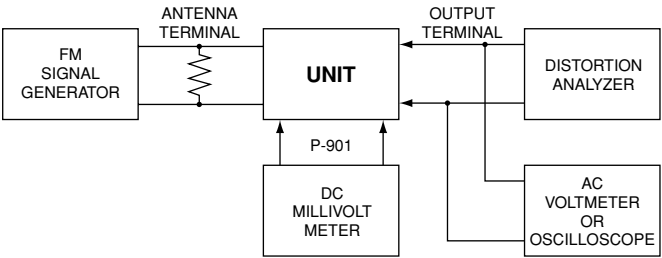 ANTENNA
TERMINAL
OUTPUT
TERMINAL
FM
SIGNAL
GENERATOR
UNIT
DISTORTION
ANALYZER
P-901
DC
MILLIVOLT
METER
AC
VOLTMETER
OR
OSCILLOSCOPE